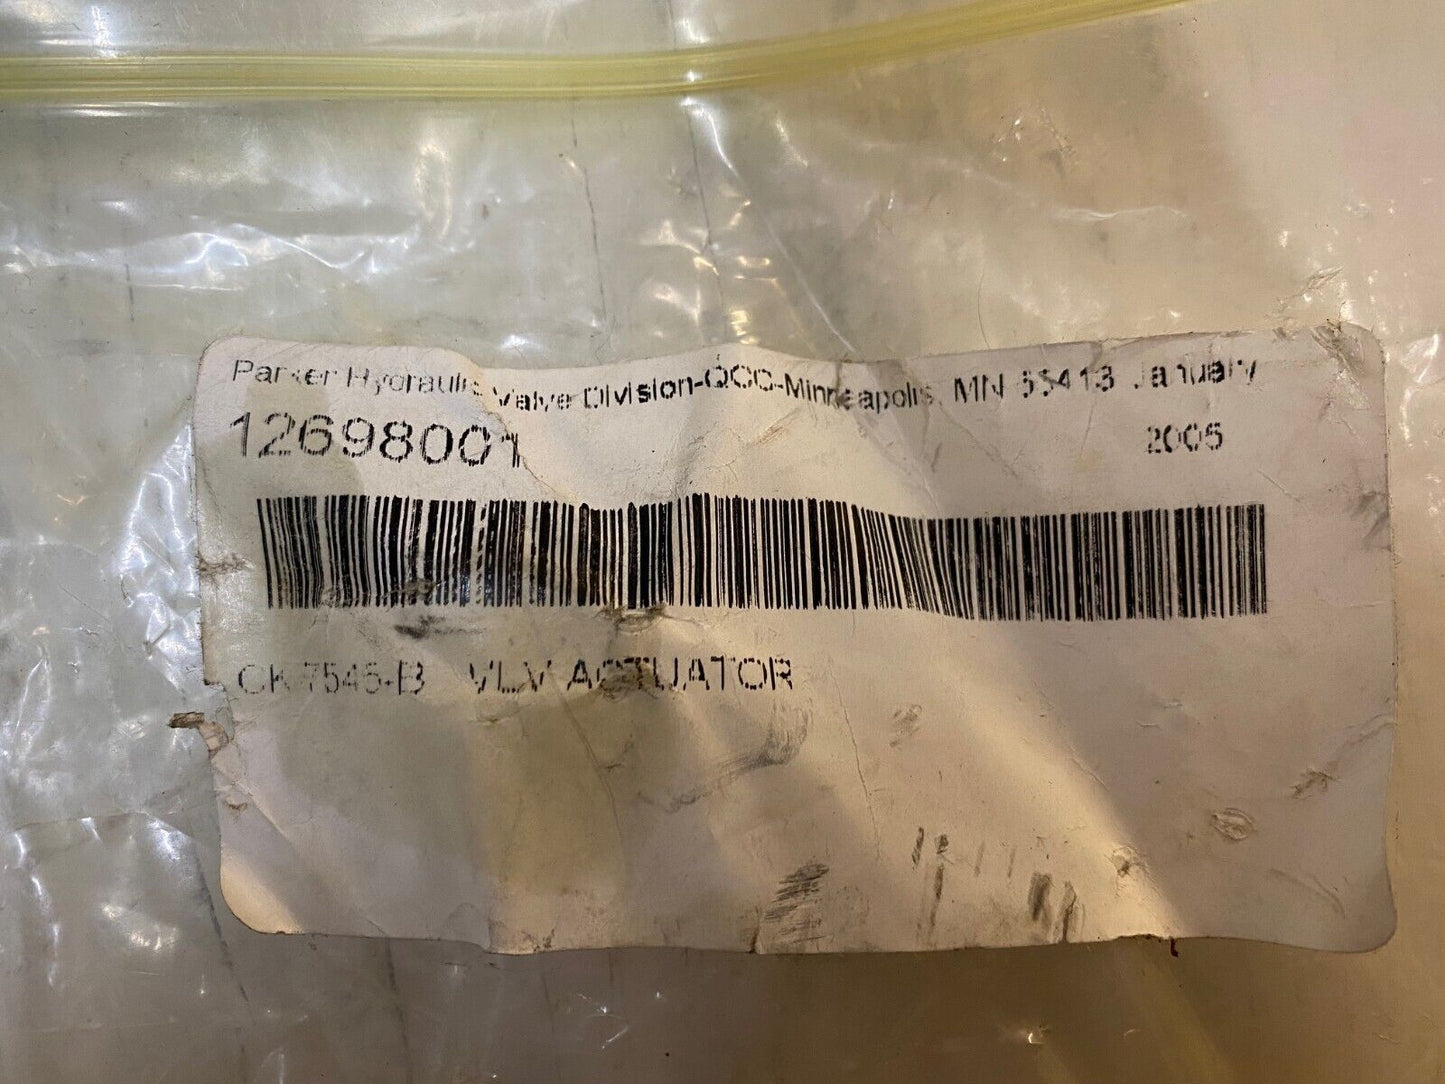 Parker Hydraulic Valve Division-QCC-Minneapolis, MN 55413 January
2005
12698001
CK 7545-B VLV ACTUATOR